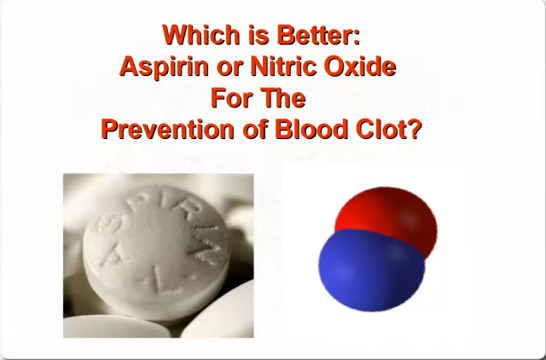 Which is Better:
Aspirin or Nitric Oxide
For The
Prevention of Blood Clot?
ASPIRIN